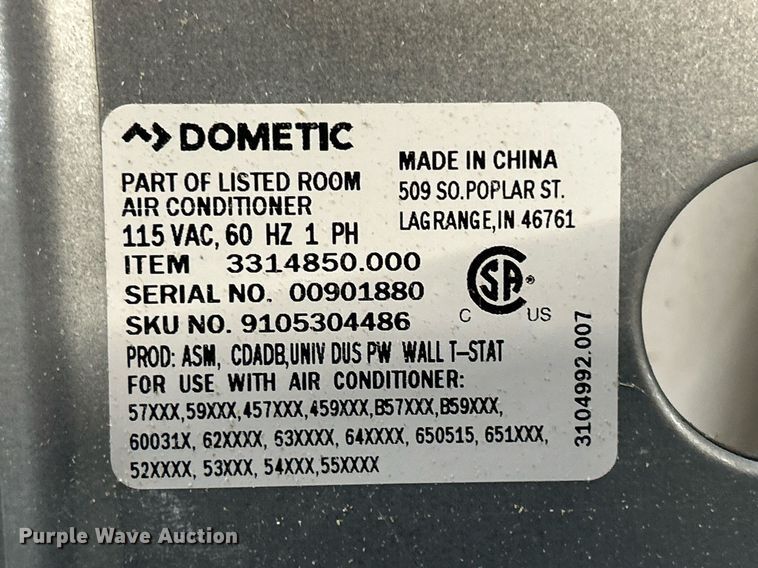 DOMETIC
PART OF LISTED ROOM
AIR CONDITIONER
115 VAC, 60 HZ 1 PH
MADE IN CHINA
509 SO.POPLAR ST.
LAGRANGE,IN 46761
ITEM 3314850.000
SERIAL NO. 00901880
SKU NO. 9105304486
CSA ®
C US
PROD: ASM, CDADB,UNIV DUS PW WALL T-STAT
FOR USE WITH AIR CONDITIONER:
57XXX,59XXX,457XXX,459XXX,B57XXX,B59XXX,
60031X, 62XXXX, 63XXXX, 64XXXX, 650515, 651XXX,
52XXXX, 53XXX, 54XXX,55XXXX
3104992.007
Purple Wave Auction